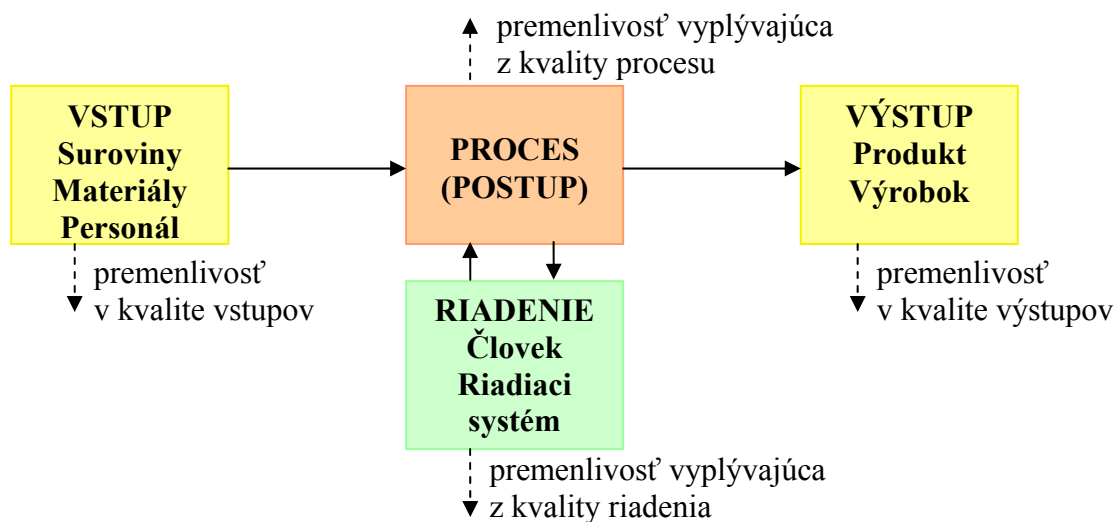 premenlivosť vyplývajúca
z kvality procesu
VSTUP
Suroviny
Materiály
Personál
PROCES
(POSTUP)
VÝSTUP
Produkt
Výrobok
premenlivosť
v kvalite vstupov
RIADENIE
Človek
Riadiaci
systém
premenlivosť
v kvalite výstupov
premenlivosť vyplývajúca
z kvality riadenia